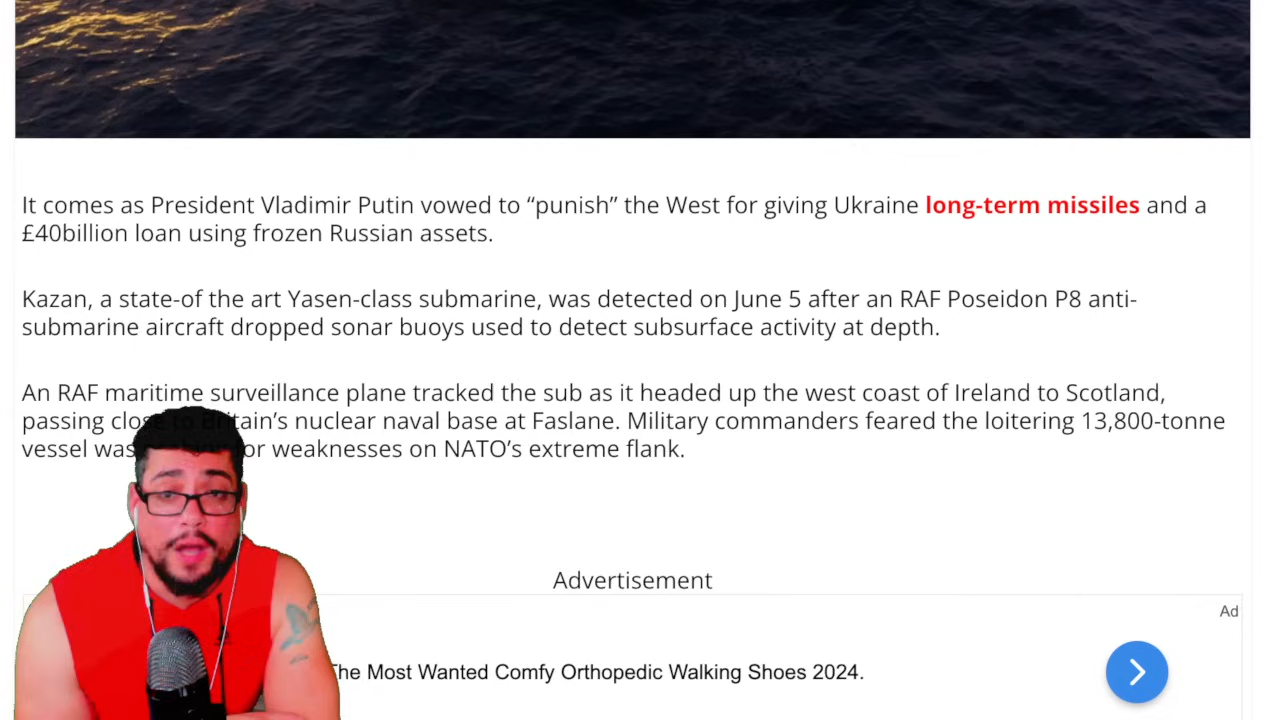 It comes as President Vladimir Putin vowed to “punish” the West for giving Ukraine long-term missiles and a
£40billion loan using frozen Russian assets.
Kazan, a state-of the art Yasen-class submarine, was detected on June 5 after an RAF Poseidon P8 anti-
submarine aircraft dropped sonar buoys used to detect subsurface activity at depth.
An RAF maritime surveillance plane tracked the sub as it headed up the west coast of Ireland to Scotland,
passing close to Britain’s nuclear naval base at Faslane. Military commanders feared the loitering 13,800-tonne
vessel was for weaknesses on NATO’s extreme flank.
Advertisement
Ad
The Most Wanted Comfy Orthopedic Walking Shoes 2024.